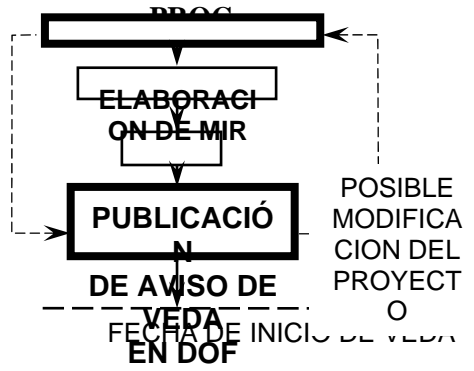 PROG
ELABORACI
ON DE MIR
PUBLICACIÓ
N
DE AVISO DE
VEDA
EN DOF
POSIBLE
MODIFICA
CION DEL
PROYECT
O
FECHA DE INICIO DE VEDA